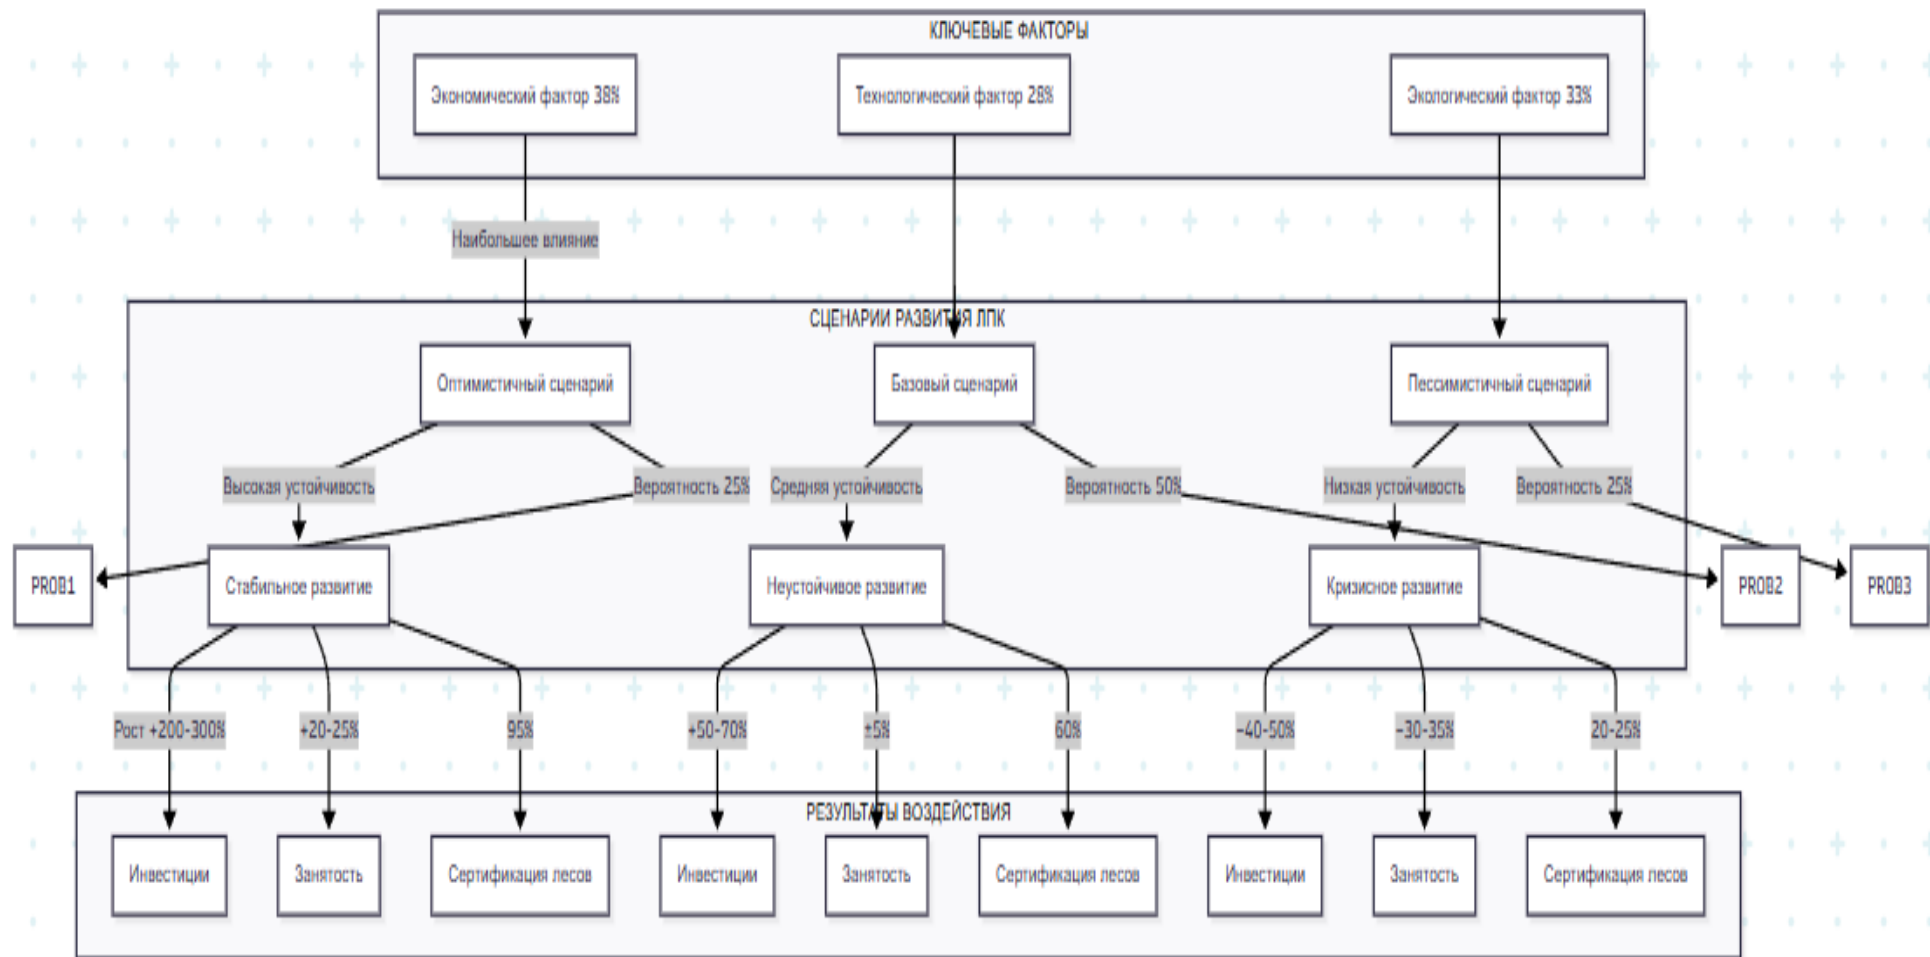 КЛЮЧЕВЫЕ ФАКТОРЫ
Экономический фактор 38%
Технологический фактор 28%
Экологический фактор 33%
Наибольшее влияние
СЦЕНАРИИ РАЗВИТИЯ ЛПК
Оптимистичный сценарий
Базовый сценарий
Пессимистичный сценарий
Высокая устойчивость
Вероятность 25%
Средняя устойчивость
Вероятность 50%
Низкая устойчивость
Вероятность 25%
PROB1
Стабильное развитие
Неустойчивое развитие
Кризисное развитие
PROB2
PROB3
Рост +200-300%
+20-25%
95%
+50-70%
±5%
60%
−40-50%
−30-35%
20-25%
РЕЗУЛЬТАТЫ ВОЗДЕЙСТВИЯ
Инвестиции
Занятость
Сертификация лесов
Инвестиции
Занятость
Сертификация лесов
Инвестиции
Занятость
Сертификация лесов